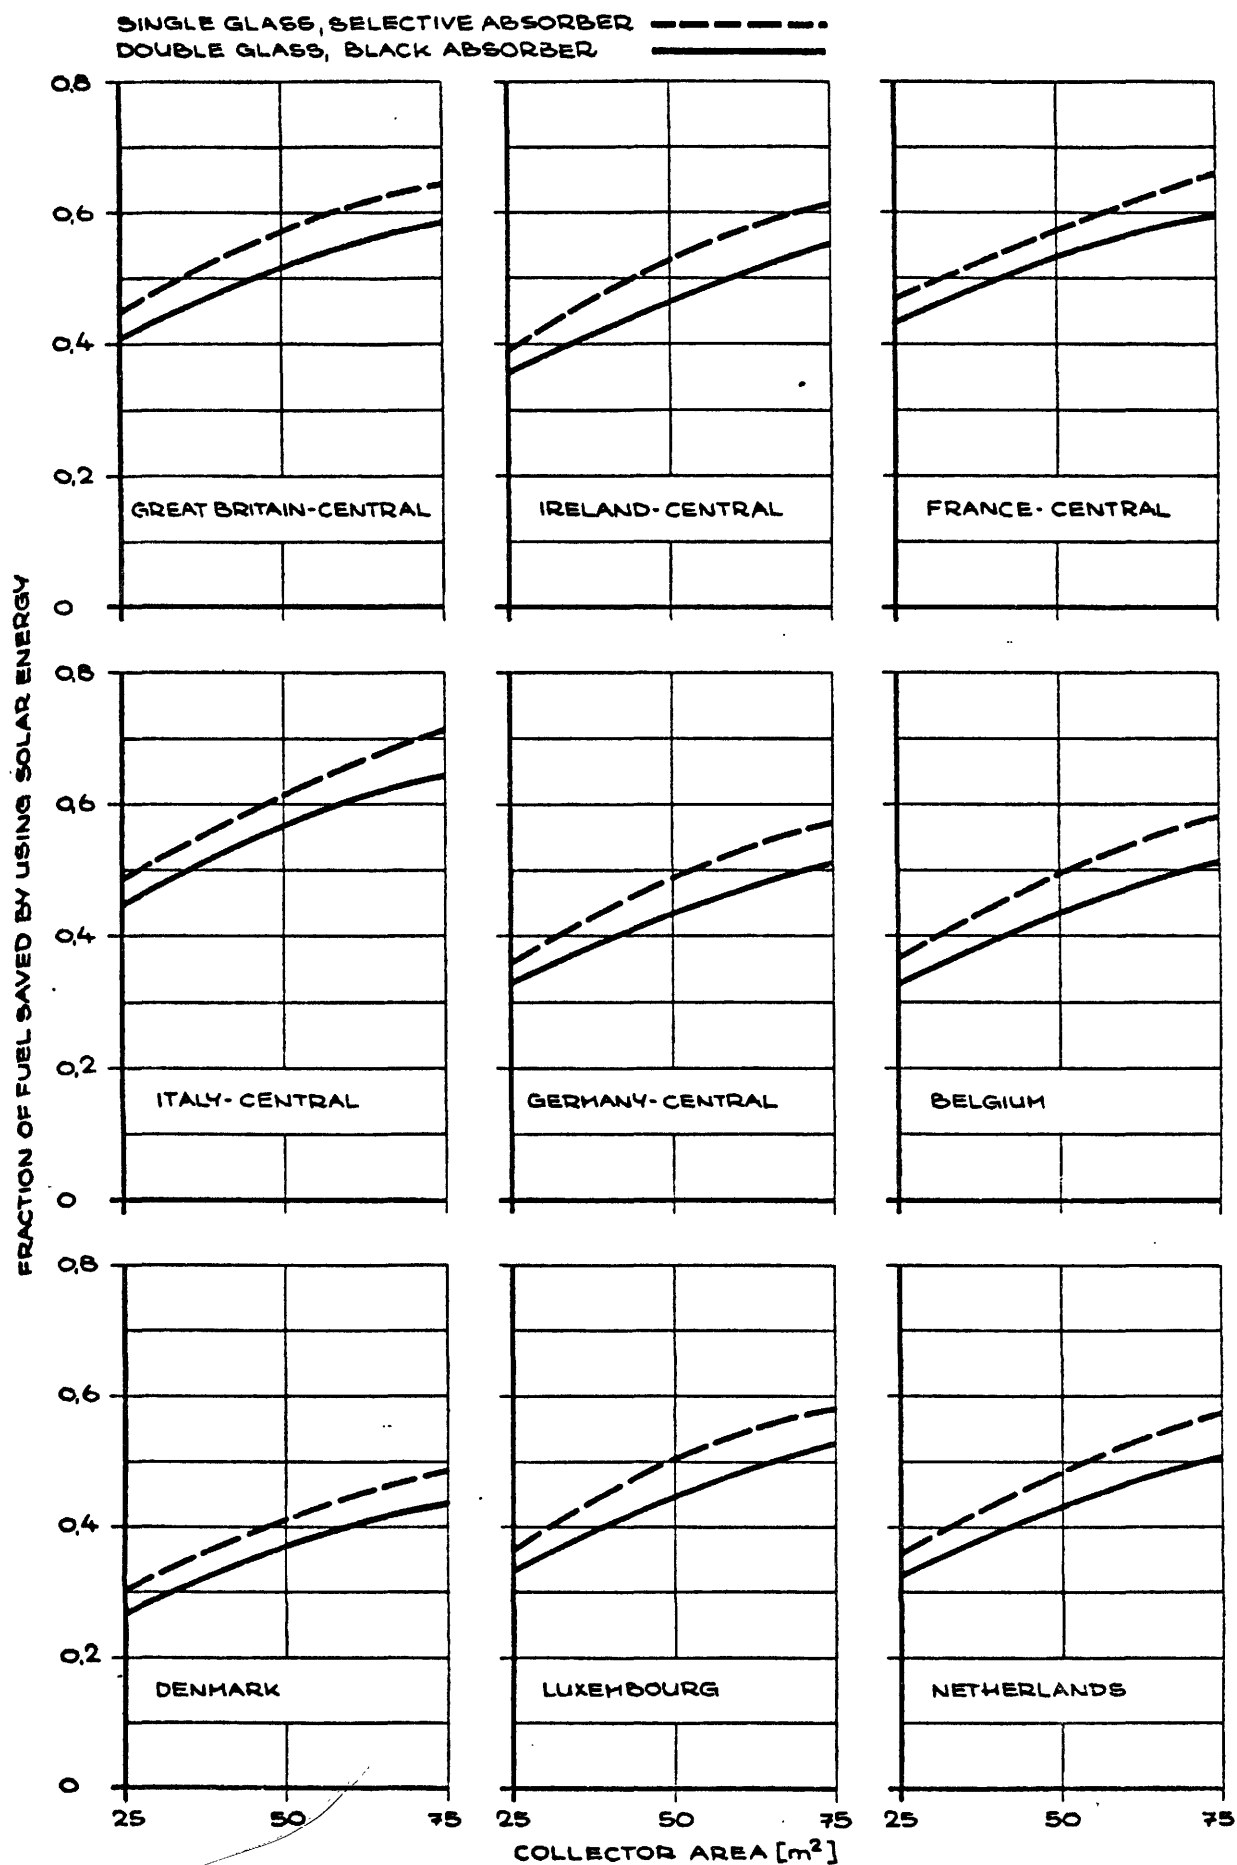 SINGLE GLASS, SELECTIVE ABSORBER
DOUBLE GLASS, BLACK ABSORBER
FRACTION OF FUEL SAVED BY USING SOLAR ENERGY
0,8
0,6
0,4
0,2
0
GREAT BRITAIN-CENTRAL
IRELAND-CENTRAL
FRANCE-CENTRAL
0,8
0,6
0,4
0,2
0
ITALY-CENTRAL
GERMANY-CENTRAL
BELGIUM
0,8
0,6
0,4
0,2
0
DENMARK
LUXEMBOURG
NETHERLANDS
25 50 75
25 50 75
25 50 75
COLLECTOR AREA [m²]